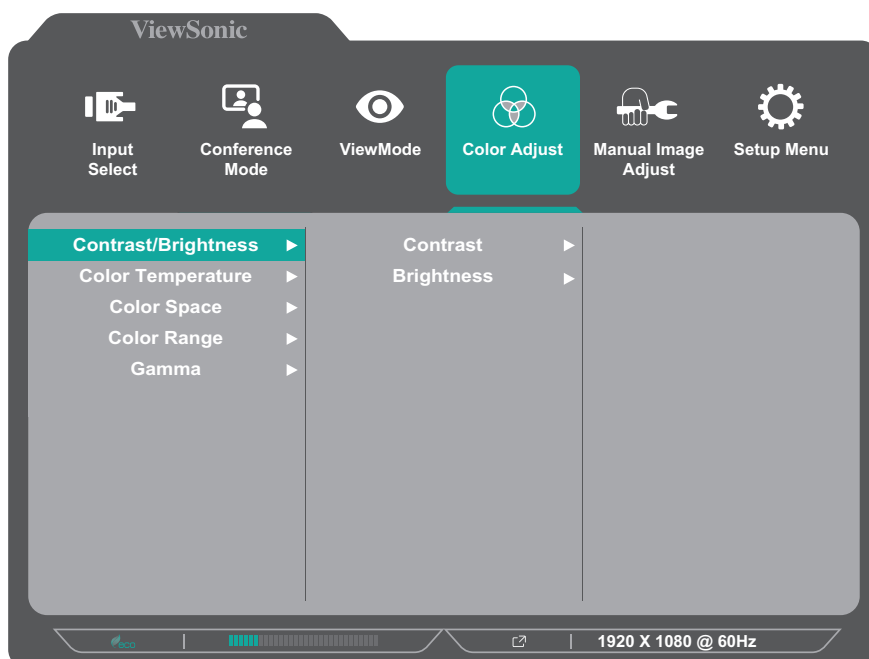 ViewSonic
Input
Select
Conference
Mode
ViewMode
Color Adjust
Manual Image
Adjust
Setup Menu
Contrast/Brightness
Color Temperature
Color Space
Color Range
Gamma
Contrast
Brightness
eco
1920 X 1080 @ 60Hz